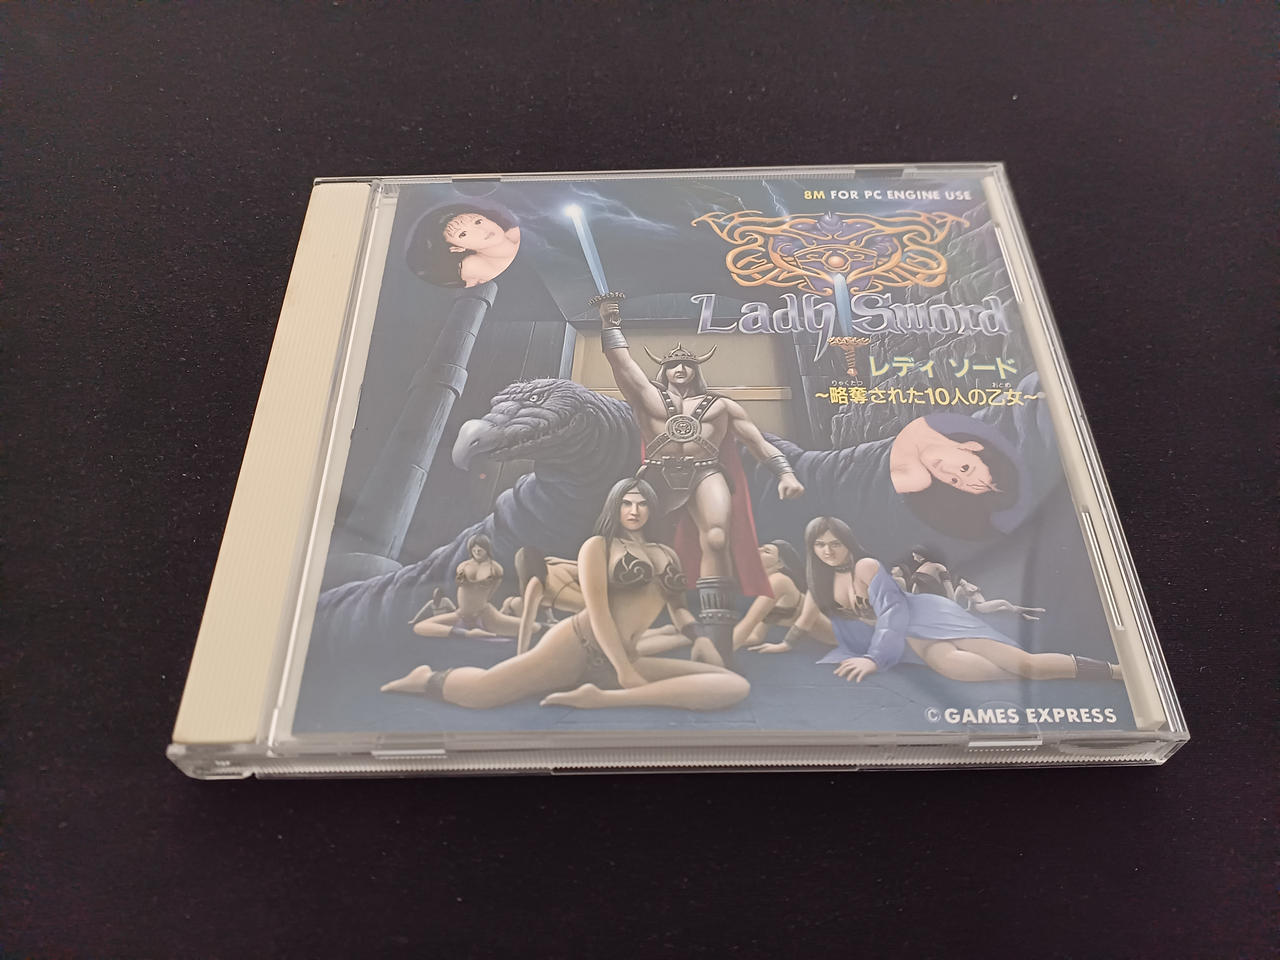 8M FOR PC ENGINE USE
Lady Sword
レディ ソード
りゃくだつ おとめ
～略奪された10人の乙女～
© GAMES EXPRESS